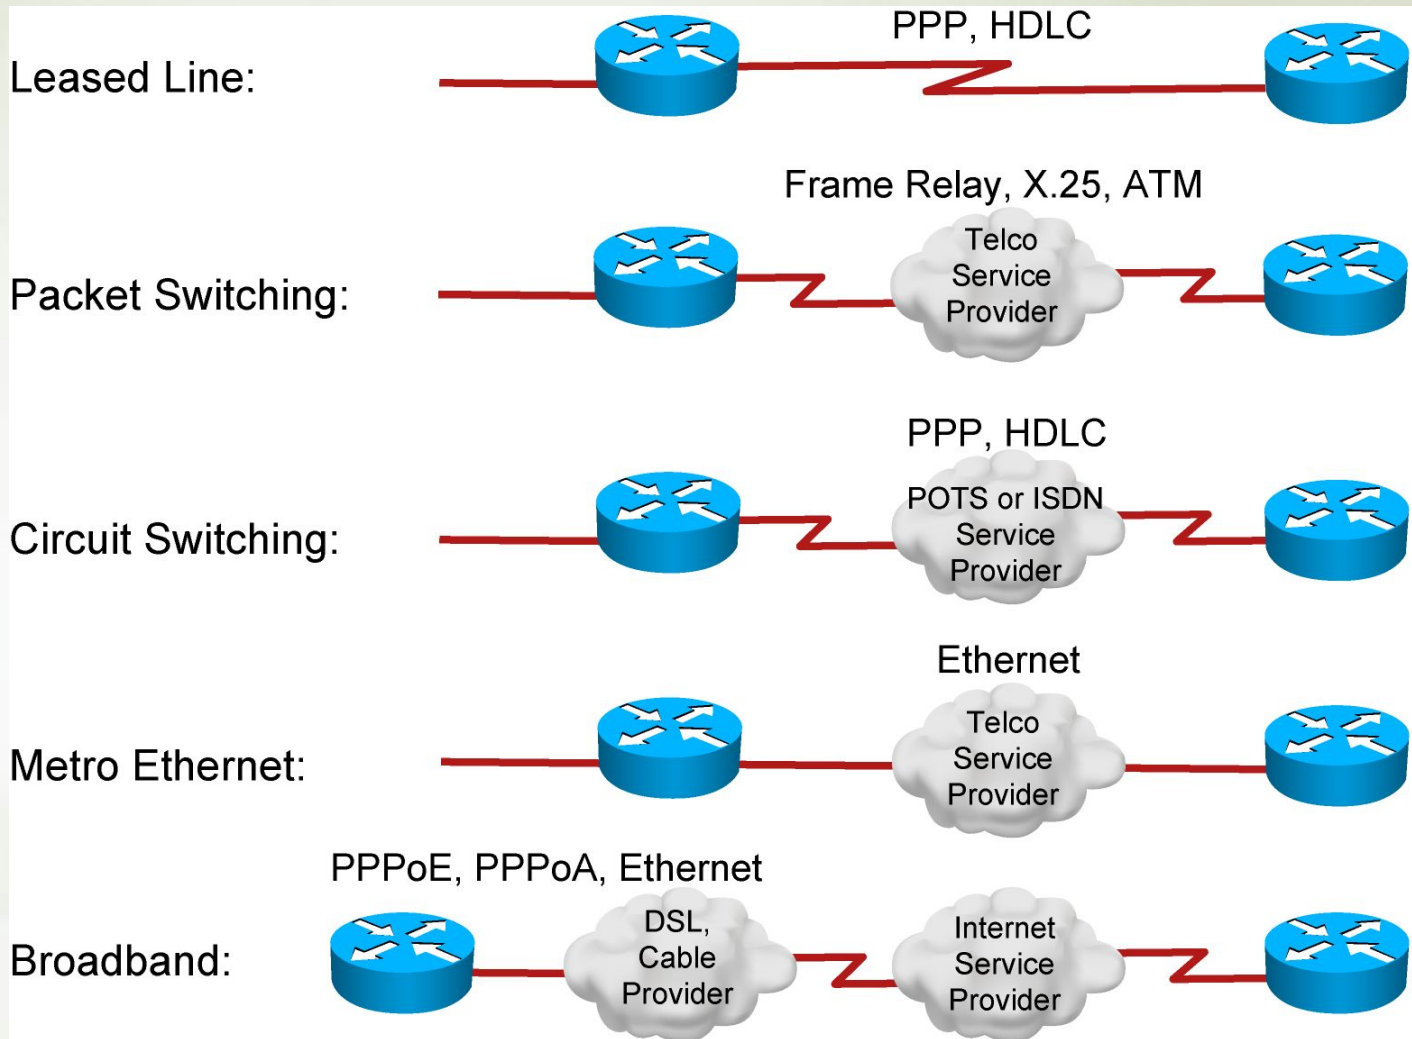 PPP, HDLC
Leased Line:
Frame Relay, X.25, ATM
Telco
Service
Provider
Packet Switching:
PPP, HDLC
POTS or ISDN
Service
Provider
Circuit Switching:
Ethernet
Telco
Service
Provider
Metro Ethernet:
PPPoE, PPPoA, Ethernet
DSL,
Cable
Provider
Internet
Service
Provider
Broadband: